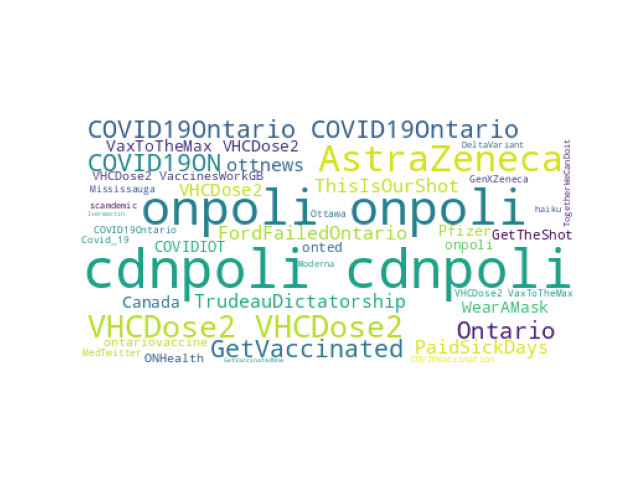 COVID19Ontario COVID19Ontario
VaxToTheMax VHCDose2
DeltaVariant
COVID19ON
ottnews
AstraZeneca
VHCDose2 VaccinesWorkGB
GenXZeneca
TogetherWeCanDoit
Mississauga
VHCDose2
ThisIsOurShot
scamdemic
Ivermectin
onpoli onpoli
Ottawa
haiku
COVID19Ontario
FordFailedOntario
Pfizer
GetTheShot
Covid_19
COVIDIOT
onted
onpoli
cdnpoli cdnpoli
Moderna
Canada
TrudeauDictatorship
VHCDose2 VaxToTheMax
WearAMask
VHCDose2 VHCDose2
Ontario
ontariovaccine
MedTwitter
ONHealth
GetVaccinated
PaidSickDays
GetVaccinatedNow
COVIDVaccination